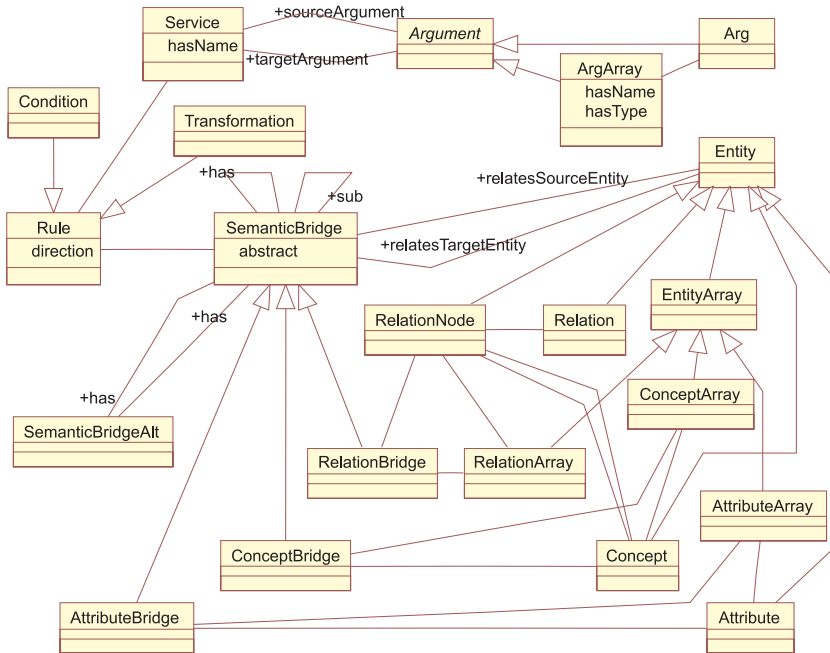 +sourceArgument
Service
hasName
Argument
Arg
+targetArgument
ArgArray
hasName
hasType
Condition
Transformation
Entity
+has
+sub
+relatesSourceEntity
Rule
direction
SemanticBridge
abstract
+relatesTargetEntity
EntityArray
+has
RelationNode
Relation
+has
ConceptArray
SemanticBridgeAlt
RelationBridge
RelationArray
AttributeArray
ConceptBridge
Concept
AttributeBridge
Attribute